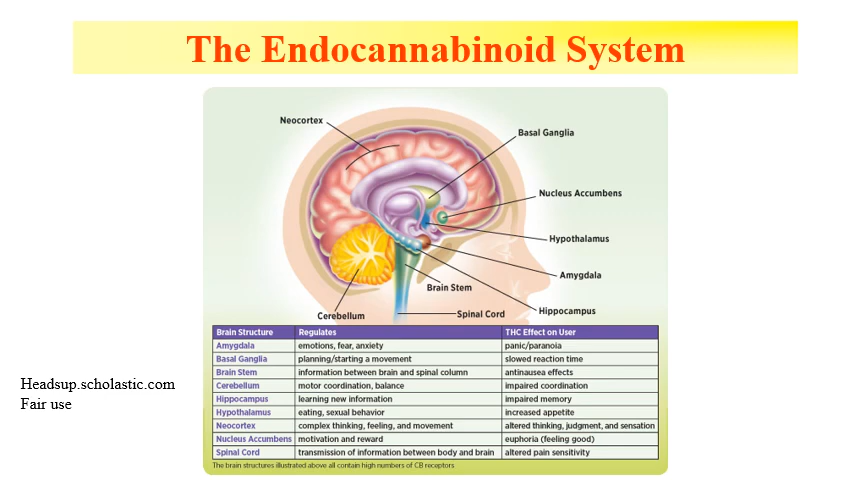 The Endocannabinoid System
Neocortex
Basal Ganglia
Nucleus Accumbens
Hypothalamus
Amygdala
Brain Stem
Hippocampus
Cerebellum
Spinal Cord
Brain Structure Regulates THC Effect on User
Amygdala emotions, fear, anxiety panic/paranoia
Basal Ganglia planning/starting a movement slowed reaction time
Brain Stem information between brain and spinal column antinausea effects
Cerebellum motor coordination, balance impaired coordination
Hippocampus learning new information impaired memory
Hypothalamus eating, sexual behavior increased appetite
Neocortex complex thinking, feeling, and movement altered thinking, judgment, and sensation
Nucleus Accumbens motivation and reward euphoria (feeling good)
Spinal Cord transmission of information between body and brain altered pain sensitivity
The brain structures illustrated above all contain high numbers of CB receptors
Headsup.scholastic.com
Fair use